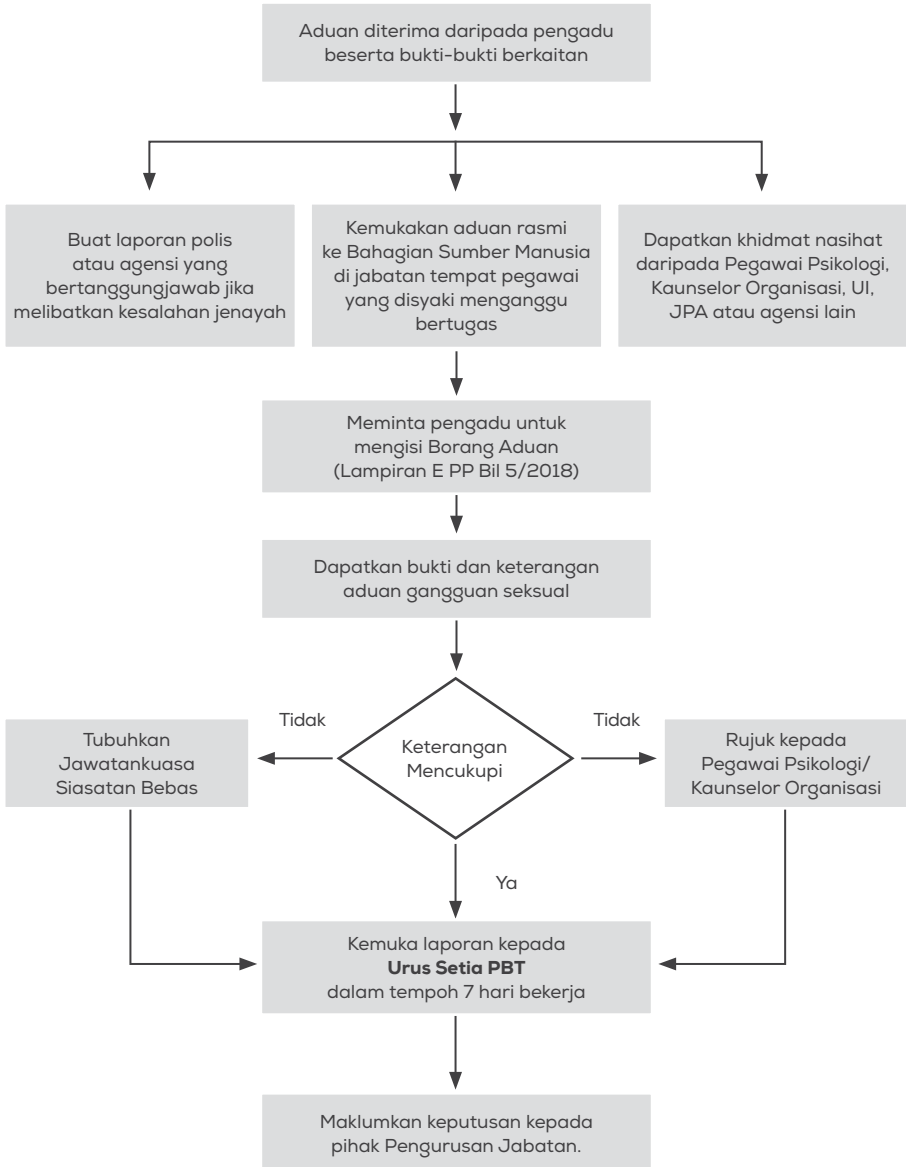 Aduan diterima daripada pengadu
beserta bukti-bukti berkaitan
Buat laporan polis
atau agensi yang
bertanggungjawab jika
melibatkan kesalahan jenayah
Kemukakan aduan rasmi
ke Bahagian Sumber Manusia
di jabatan tempat pegawai
yang disyaki menganggu
bertugas
Dapatkan khidmat nasihat
daripada Pegawai Psikologi,
Kaunselor Organisasi, UI,
JPA atau agensi lain
Meminta pengadu untuk
mengisi Borang Aduan
(Lampiran E PP Bil 5/2018)
Dapatkan bukti dan keterangan
aduan gangguan seksual
Tidak
Tidak
Tubuhkan
Jawatankuasa
Siasatan Bebas
Keterangan
Mencukupi
Rujuk kepada
Pegawai Psikologi/
Kaunselor Organisasi
Ya
Kemuka laporan kepada
Urus Setia PBT
dalam tempoh 7 hari bekerja
Maklumkan keputusan kepada
pihak Pengurusan Jabatan.